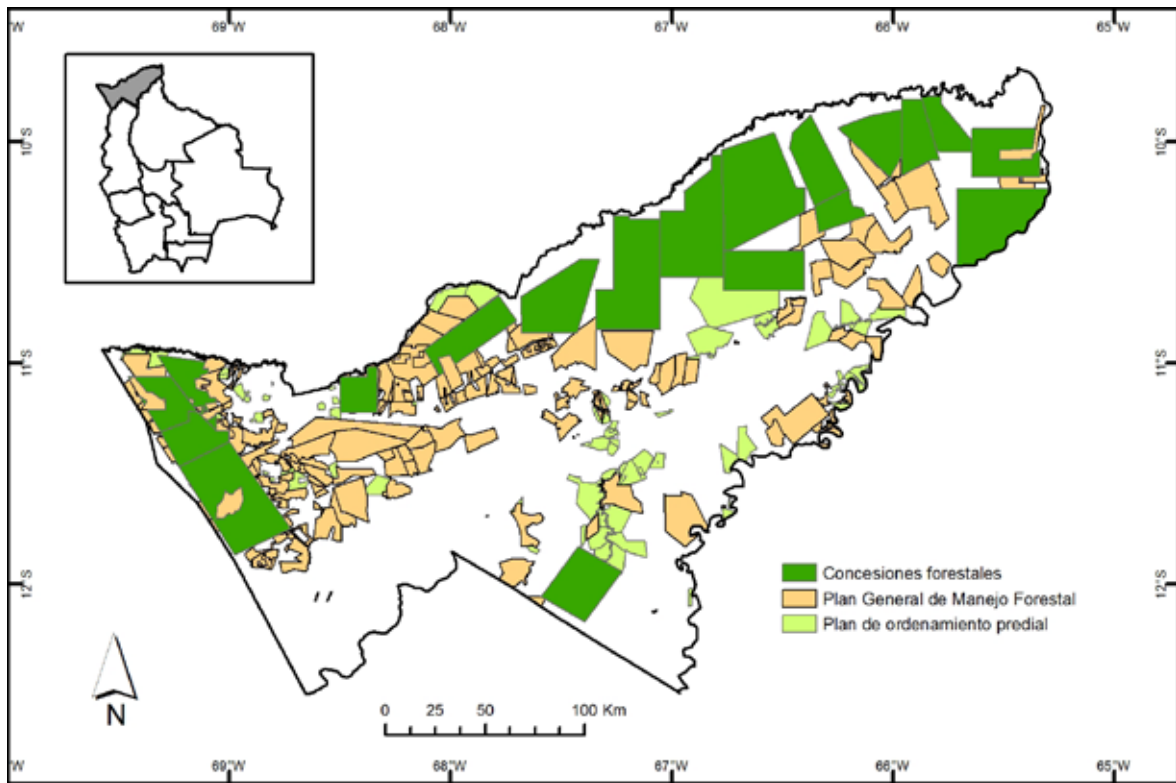 69°W 68°W 67°W 66°W 65°W
10°S 10°S
11°S 11°S
12°S 12°S
Concesiones forestales
Plan General de Manejo Forestal
Plan de ordenamiento predial
N
0 25 50 100 Km
69°W 68°W 67°W 66°W 65°W